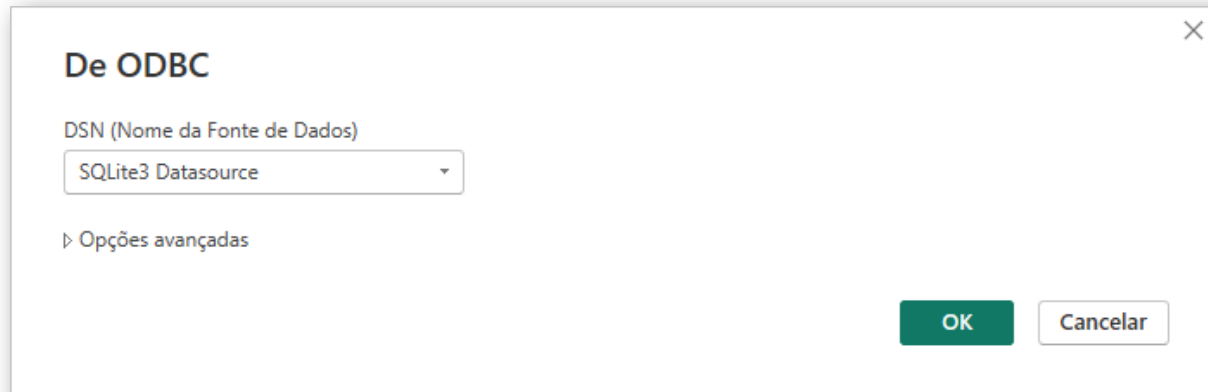 De ODBC
DSN (Nome da Fonte de Dados)
SQLite3 Datasource
Opções avançadas
OK
Cancelar